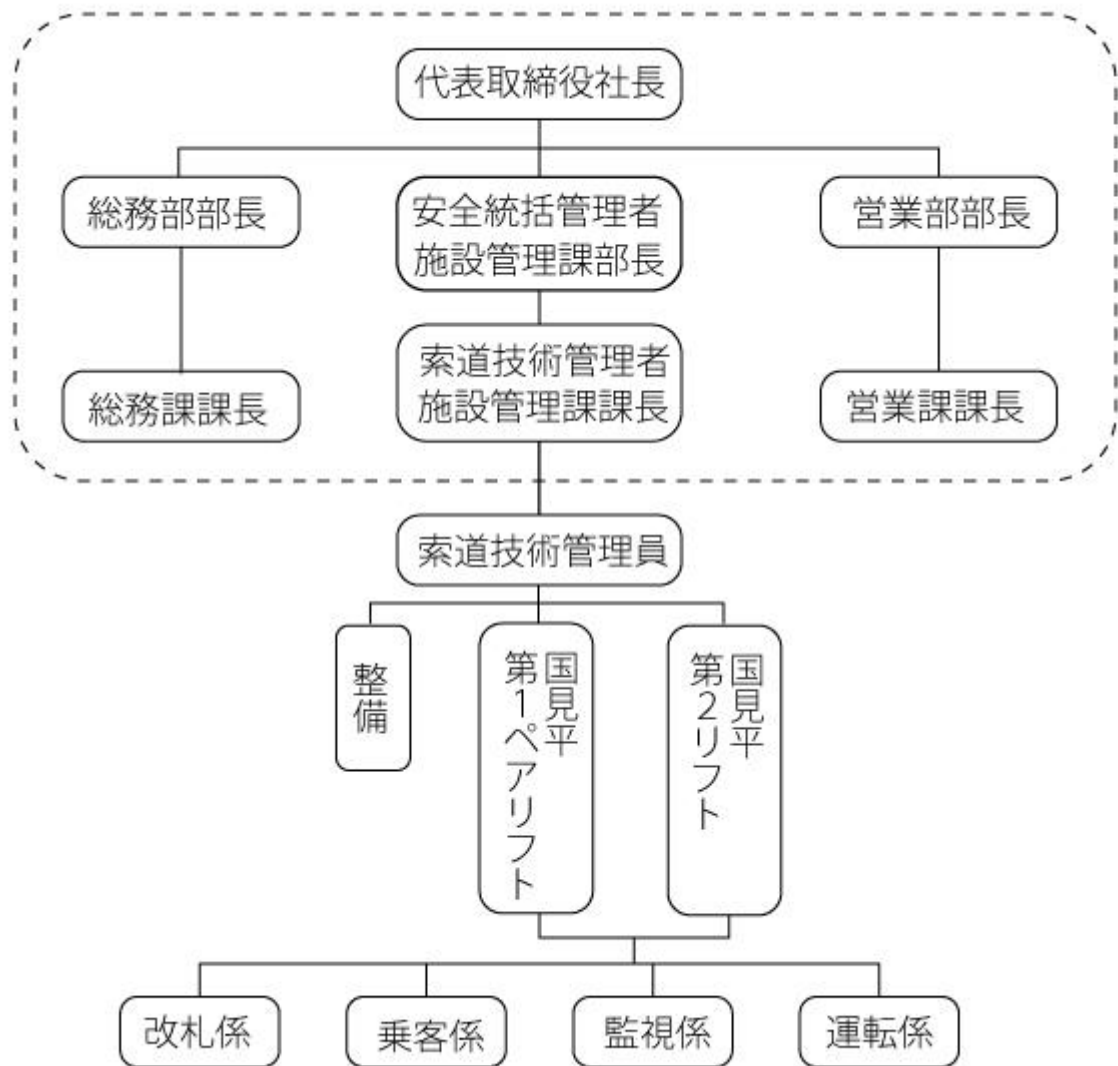 代表取締役社長
総務部部長
安全統括管理者
施設管理課部長
営業部部長
索道技術管理者
施設管理課課長
総務課課長
営業課課長
索道技術管理員
整備
国見平
第1ペアリフト
国見平
第2リフト
改札係
乗客係
監視係
運転係